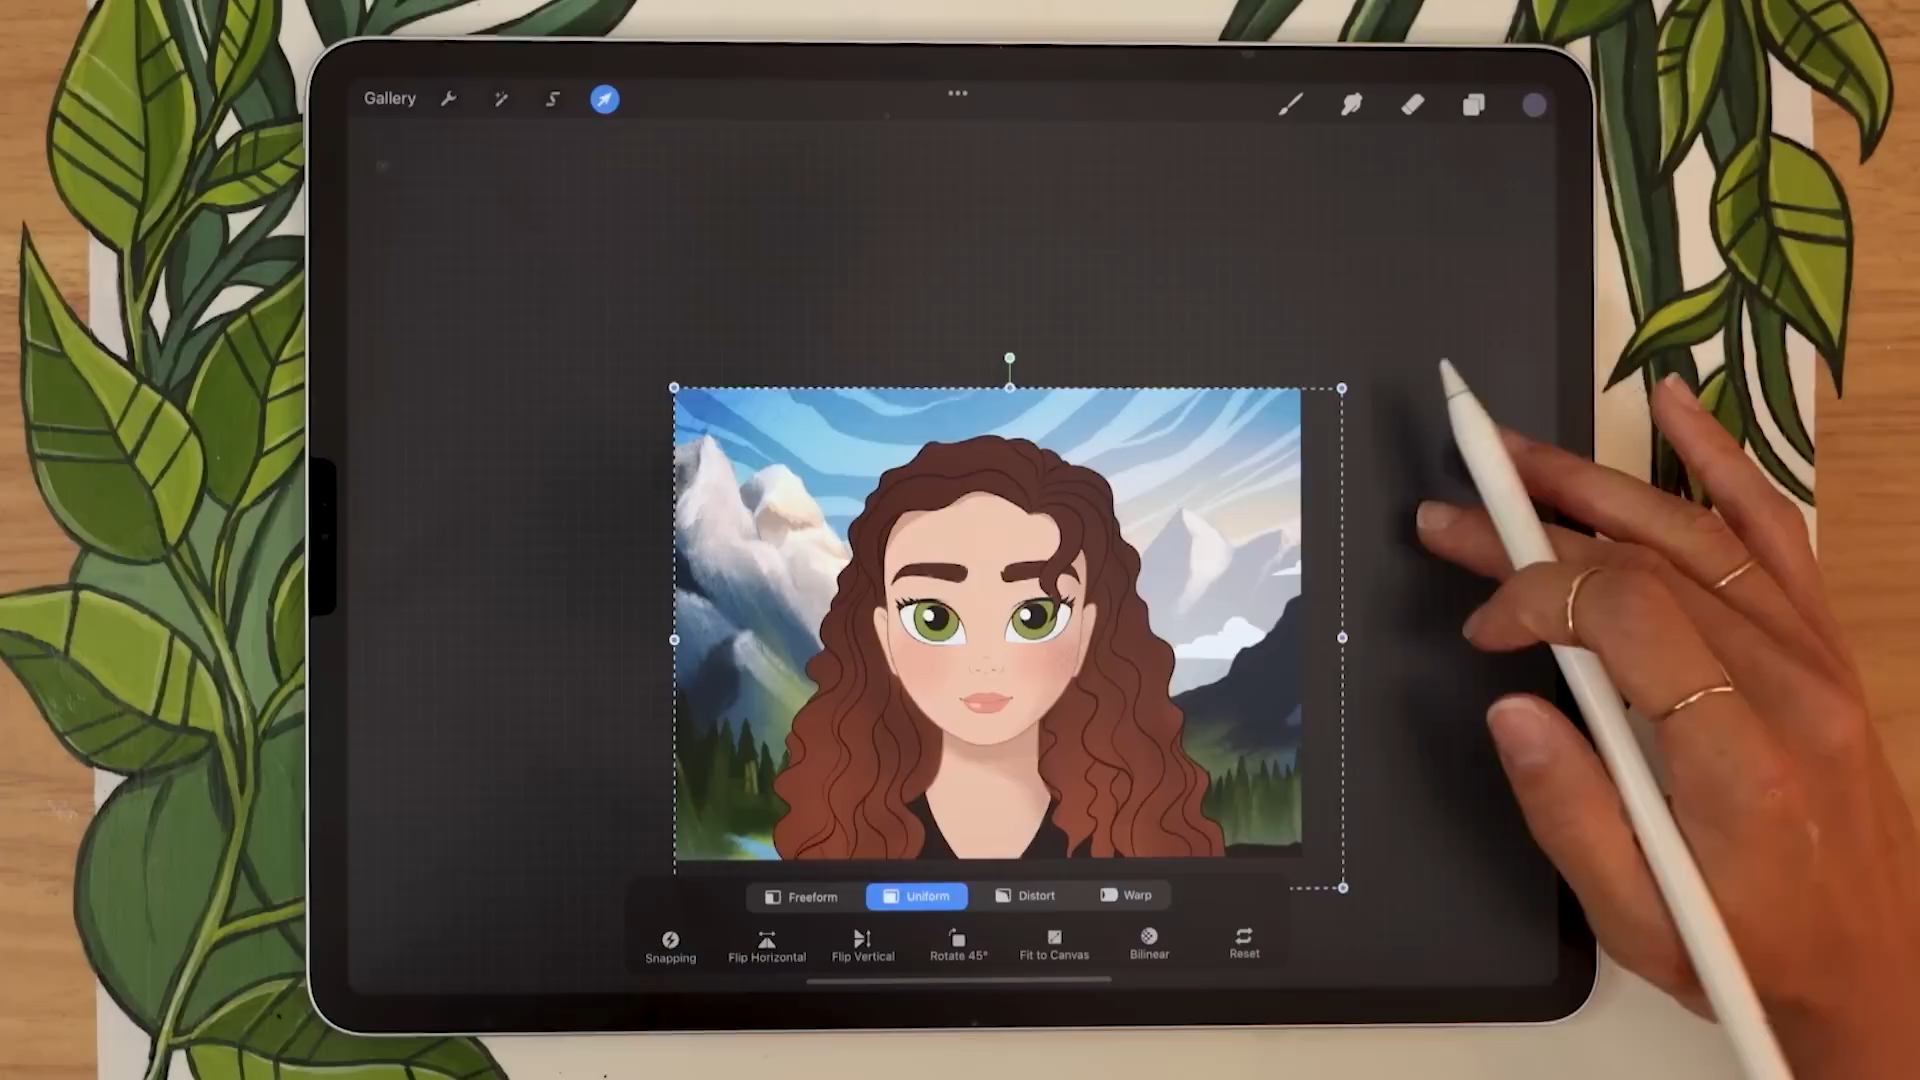 Gallery
Freeform Uniform Distort Warp
Snapping Flip Horizontal Flip Vertical Rotate 45° Fit to Canvas Bilinear Reset